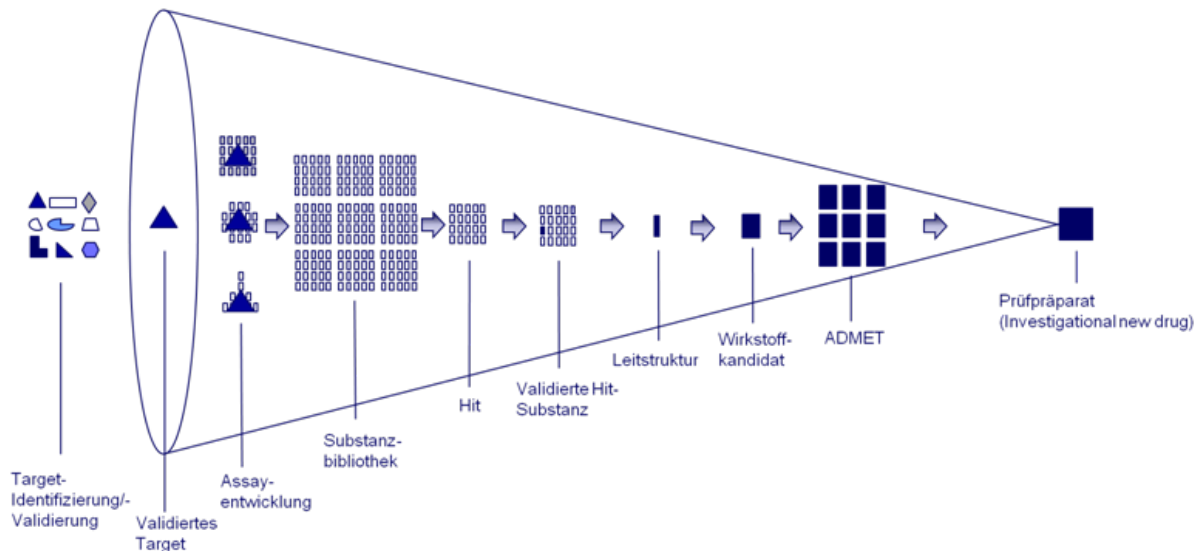 Target-
Identifizierung/-
Validierung
Validiertes
Target
Assay-
entwicklung
Substanz-
bibliothek
Hit
Validierte Hit-
Substanz
Leitstruktur
Wirkstoff-
kandidat
ADMET
Prüfpräparat
(Investigational new drug)